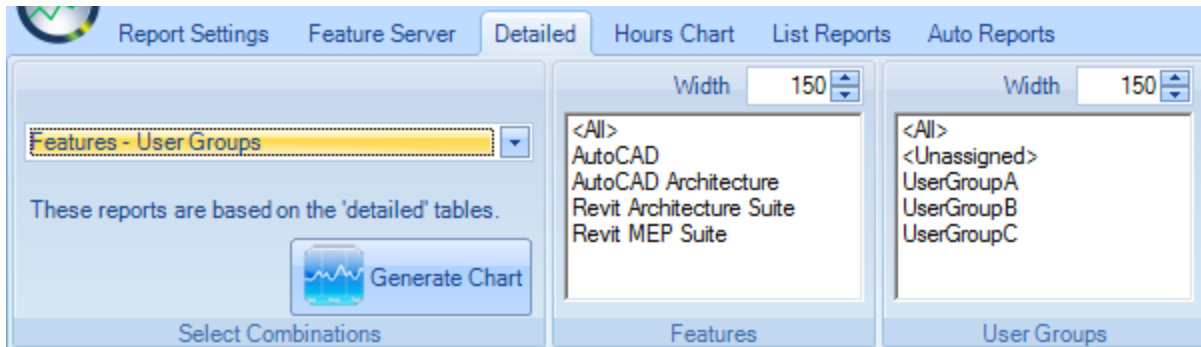 Report Settings Feature Server Detailed Hours Chart List Reports Auto Reports
Features - User Groups
These reports are based on the 'detailed' tables.
Generate Chart
Select Combinations
Width 150
<All>
AutoCAD
AutoCAD Architecture
Revit Architecture Suite
Revit MEP Suite
Features
Width 150
<All>
<Unassigned>
UserGroupA
UserGroupB
UserGroupC
User Groups